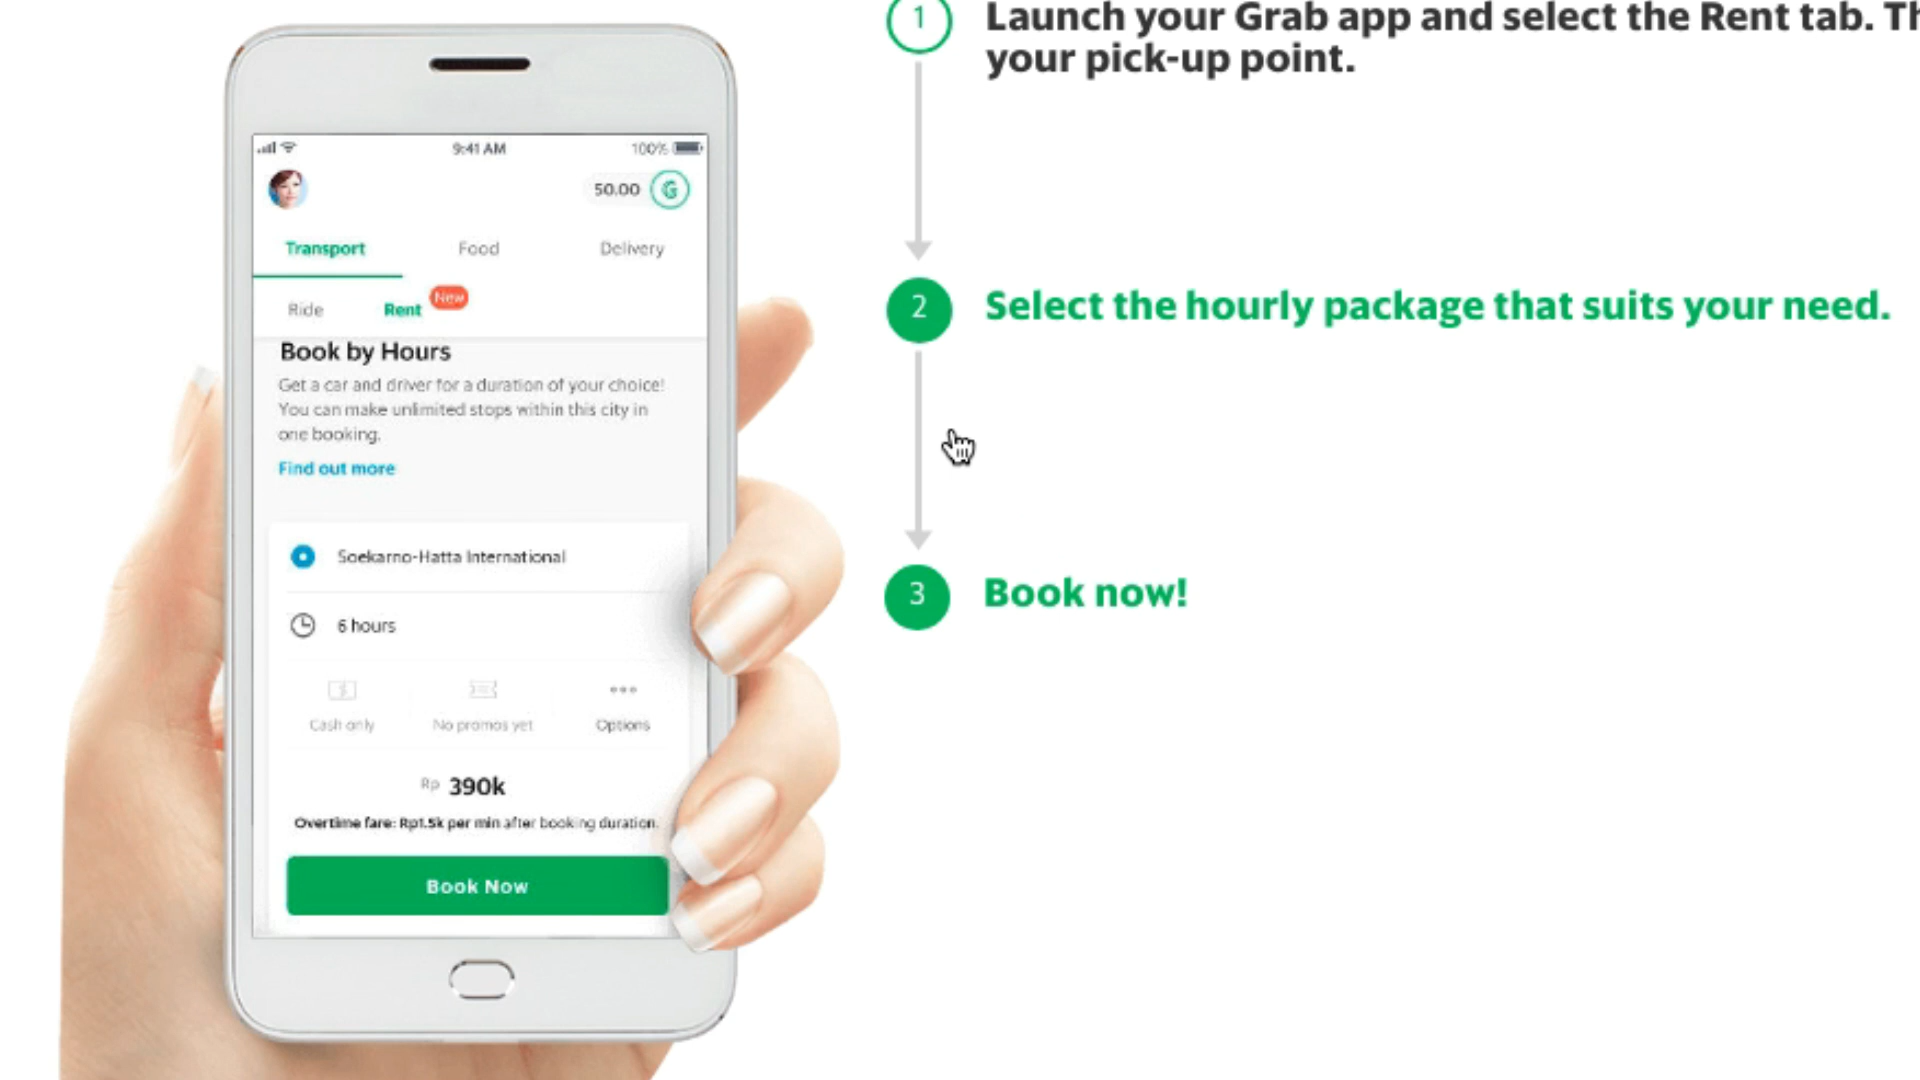 9:41 AM
100%
50.00
Transport
Food
Delivery
Ride
Rent
New
Book by Hours
Get a car and driver for a duration of your choice!
You can make unlimited stops within this city in
one booking.
Find out more
Soekarno-Hatta International
6 hours
Cash only
No promos yet
Options
Rp 390k
Overtime fare: Rp1.5k per min after booking duration.
Book Now
1
Launch your Grab app and select the Rent tab. Th
your pick-up point.
2
Select the hourly package that suits your need.
3
Book now!